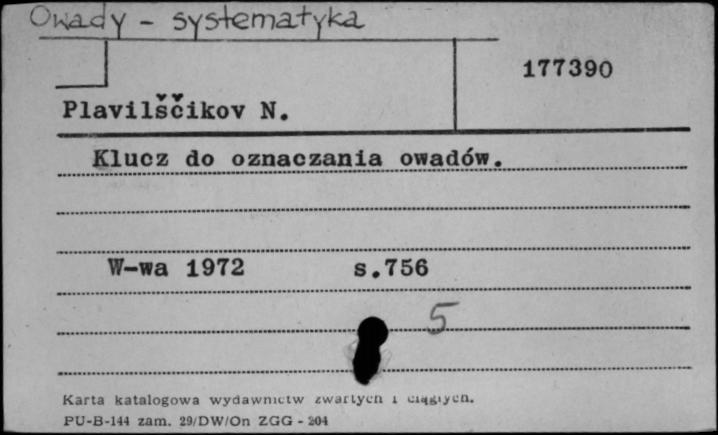 Owady - systematyka
177390
Plavilščikov N.
Klucz do oznaczania owadów.
W-wa 1972 s.756
5
Karta katalogowa wydawnictw zwartych i ciągłych.
PU-B-144 zam. 29/DW/On ZGG - 204